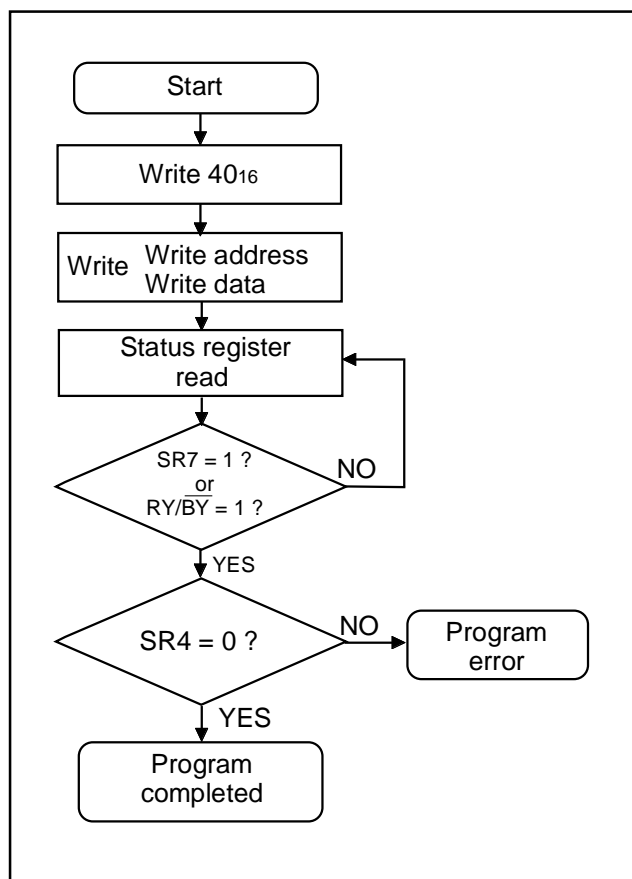 Start
Write 40₁₆
Write Write address
Write data
Status register
read
SR7 = 1 ?
or
RY/B̅Y̅ = 1 ?
NO
YES
SR4 = 0 ?
NO
Program
error
YES
Program
completed